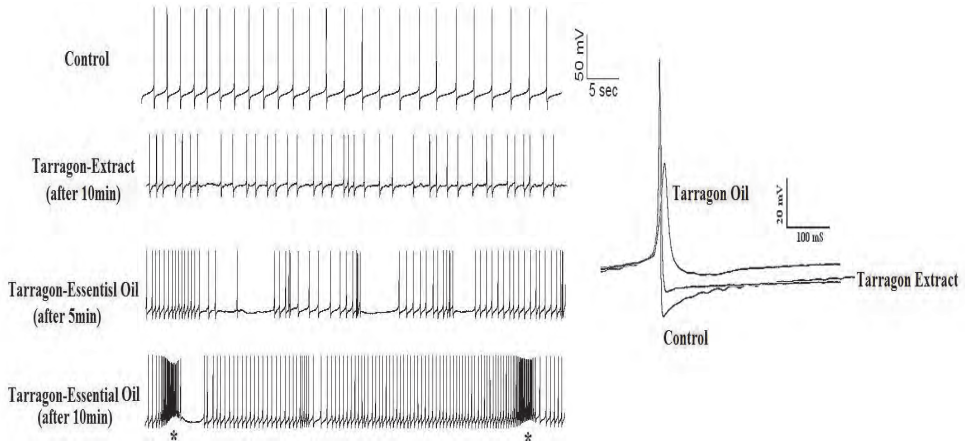 Control
50 mV
5 sec
Tarragon-Extract
(after 10min)
Tarragon Oil
20 mV
100 mS
Tarragon-Essentisl Oil
(after 5min)
Tarragon Extract
Control
Tarragon-Essential Oil
(after 10min)
* *